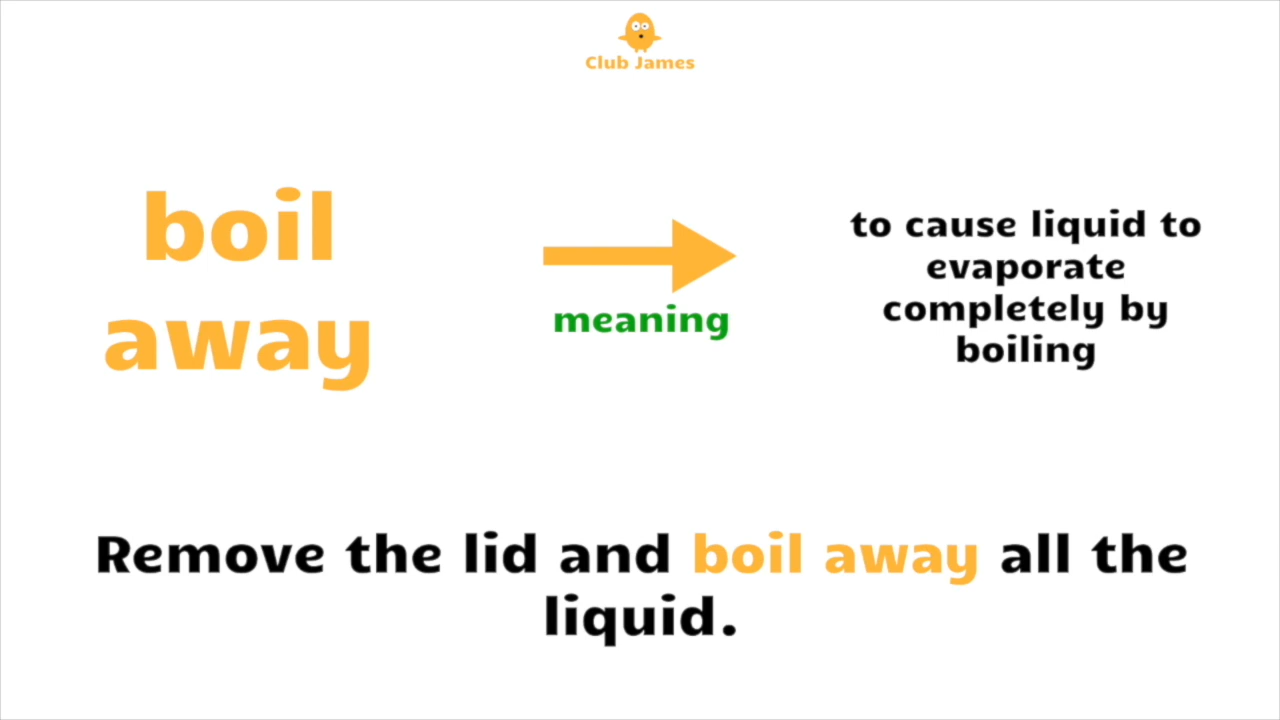 Club James
boil
away
meaning
to cause liquid to
evaporate
completely by
boiling
Remove the lid and boil away all the
liquid.